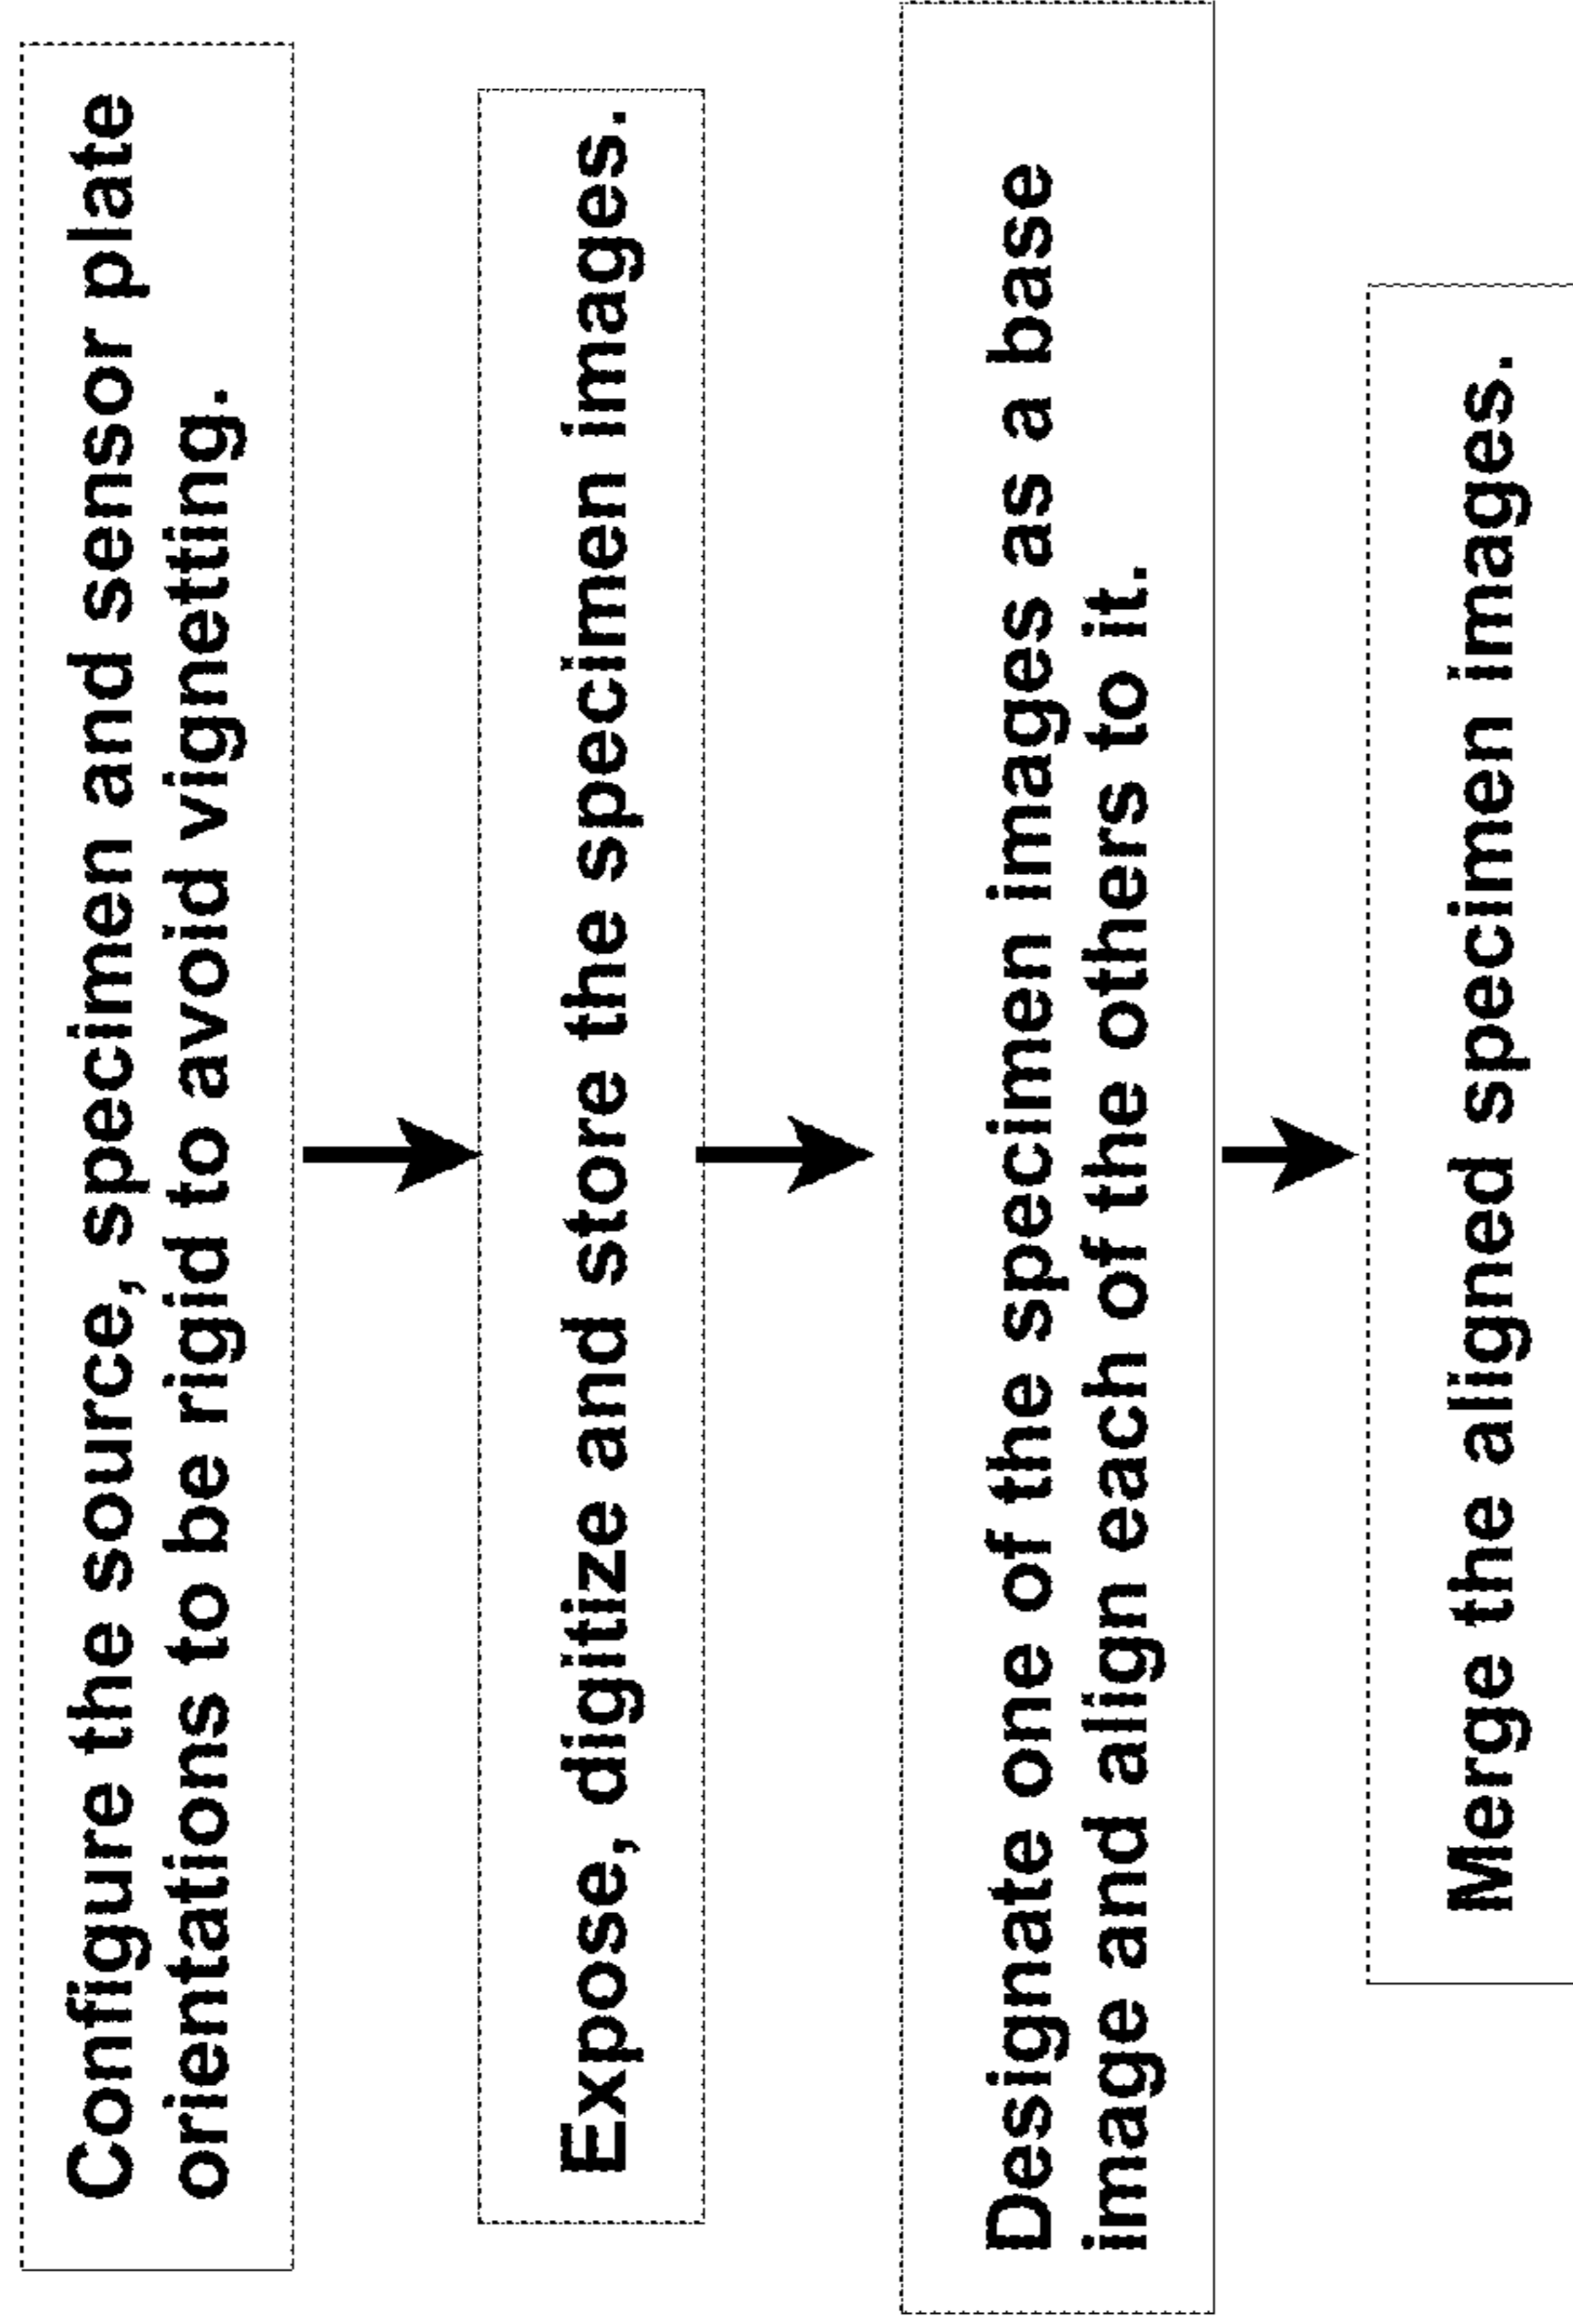 Configure the source, specimen and sensor plate
orientations to be rigid to avoid vignetting.
Expose, digitize and store the specimen images.
Designate one of the specimen images as a base
image and align each of the others to it.
Merge the aligned specimen images.